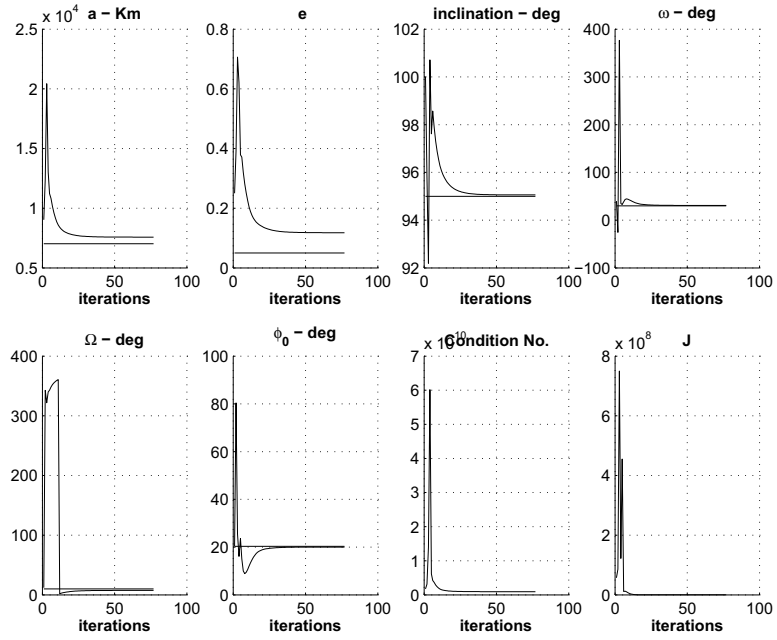 x 10^4
a − Km
e
inclination − deg
ω − deg
2.5
2
1.5
1
0.5
0 50 100
iterations
0.8
0.6
0.4
0.2
0
0 50 100
iterations
102
100
98
96
94
92
0 50 100
iterations
400
300
200
100
0
−100
0 50 100
iterations
Ω − deg
ϕ0 − deg
x 10^10
Condition No.
x 10^8
J
400
300
200
100
0
0 50 100
iterations
100
80
60
40
20
0
0 50 100
iterations
7
6
5
4
3
2
1
0
0 50 100
iterations
8
6
4
2
0
0 50 100
iterations